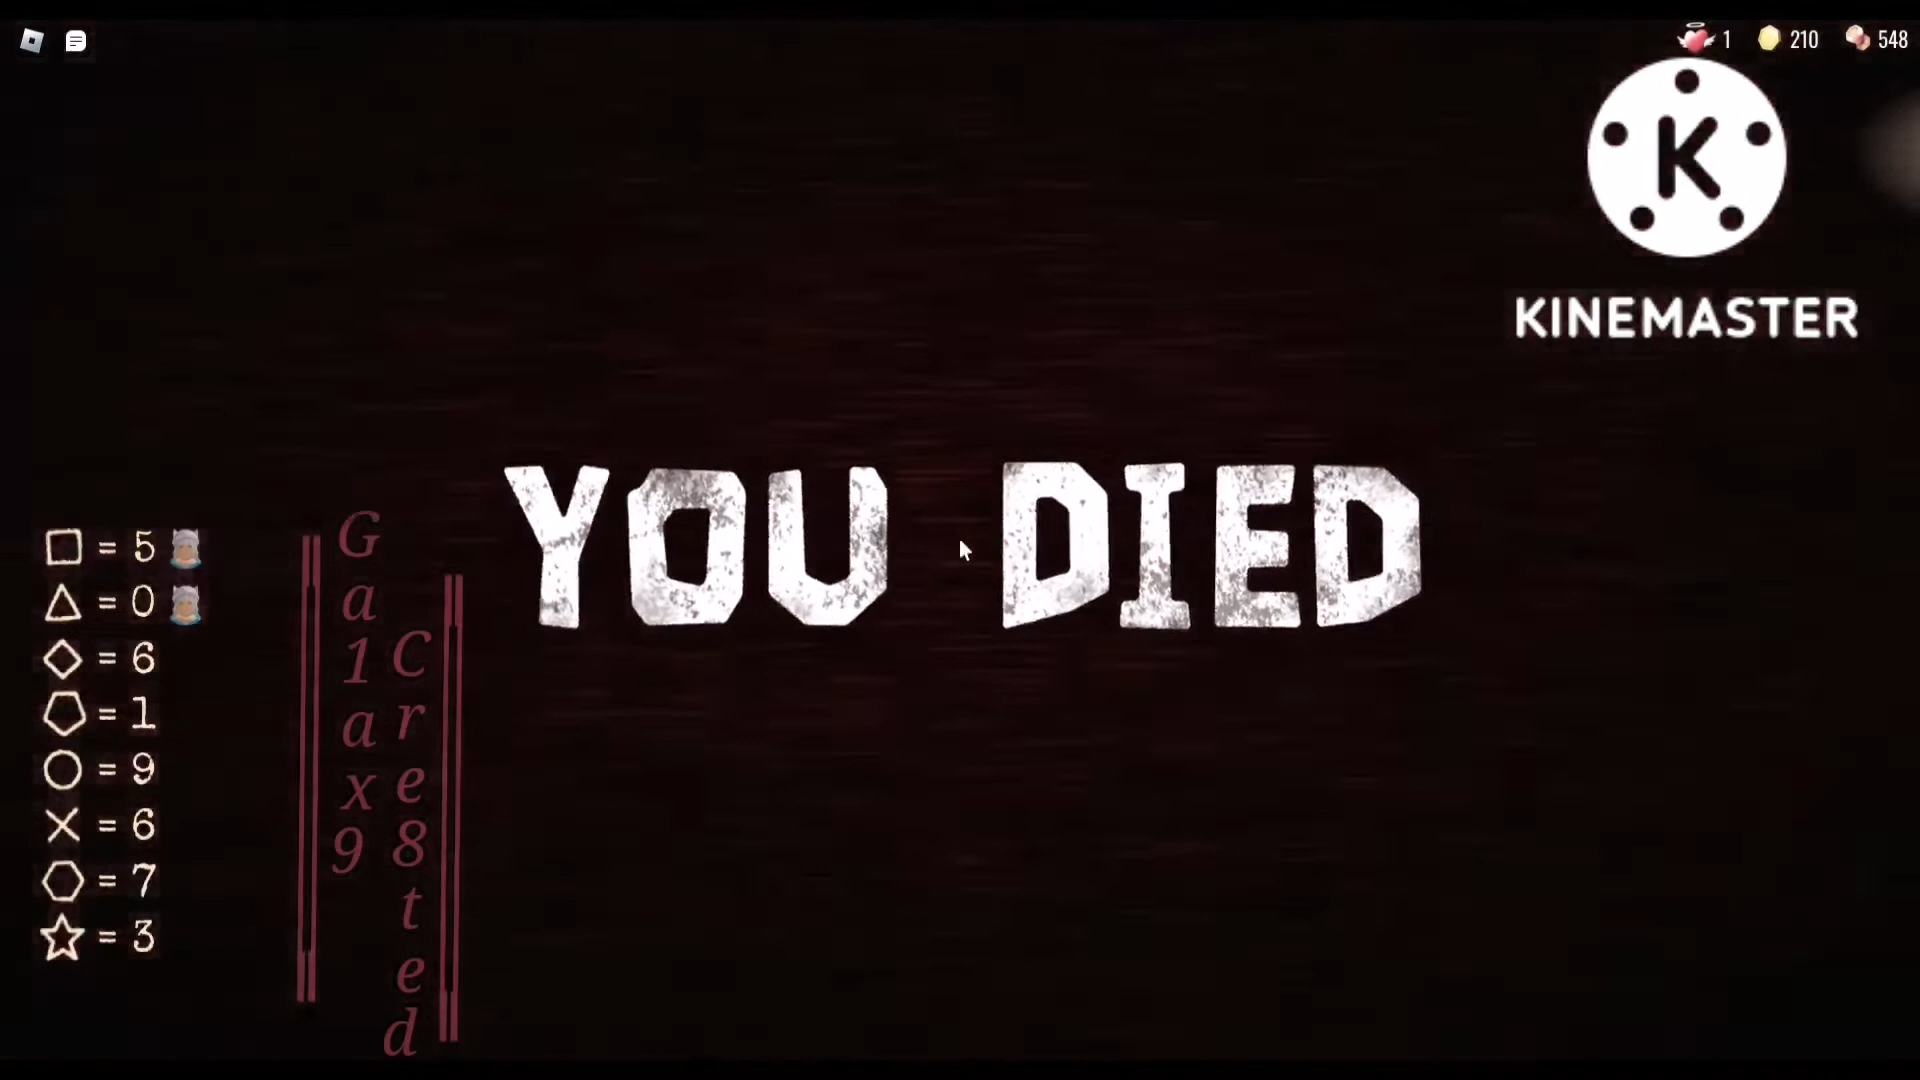 1 210 548
K
KINEMASTER
YOU DIED
= 5
= 0
= 6
= 1
= 9
= 6
= 7
= 3
Ga1ax9
Cre8ted